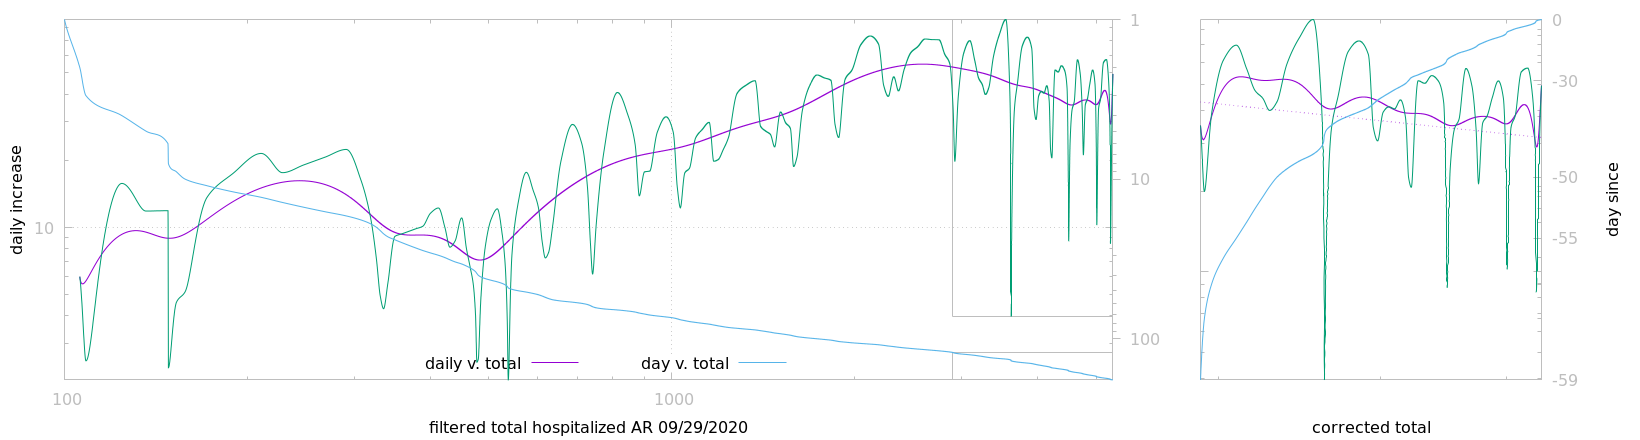 1
0
-30
10
10
-50
-55
daily increase
day since
daily v. total
day v. total
100
-59
100
1000
filtered total hospitalized AR 09/29/2020
corrected total